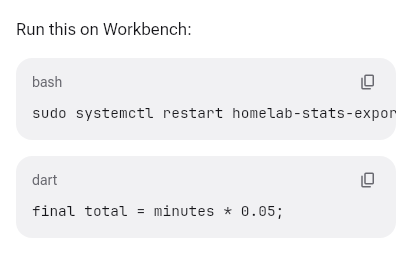 Run this on Workbench:
bash
sudo systemctl restart homelab-stats-expor
dart
final total = minutes * 0.05;